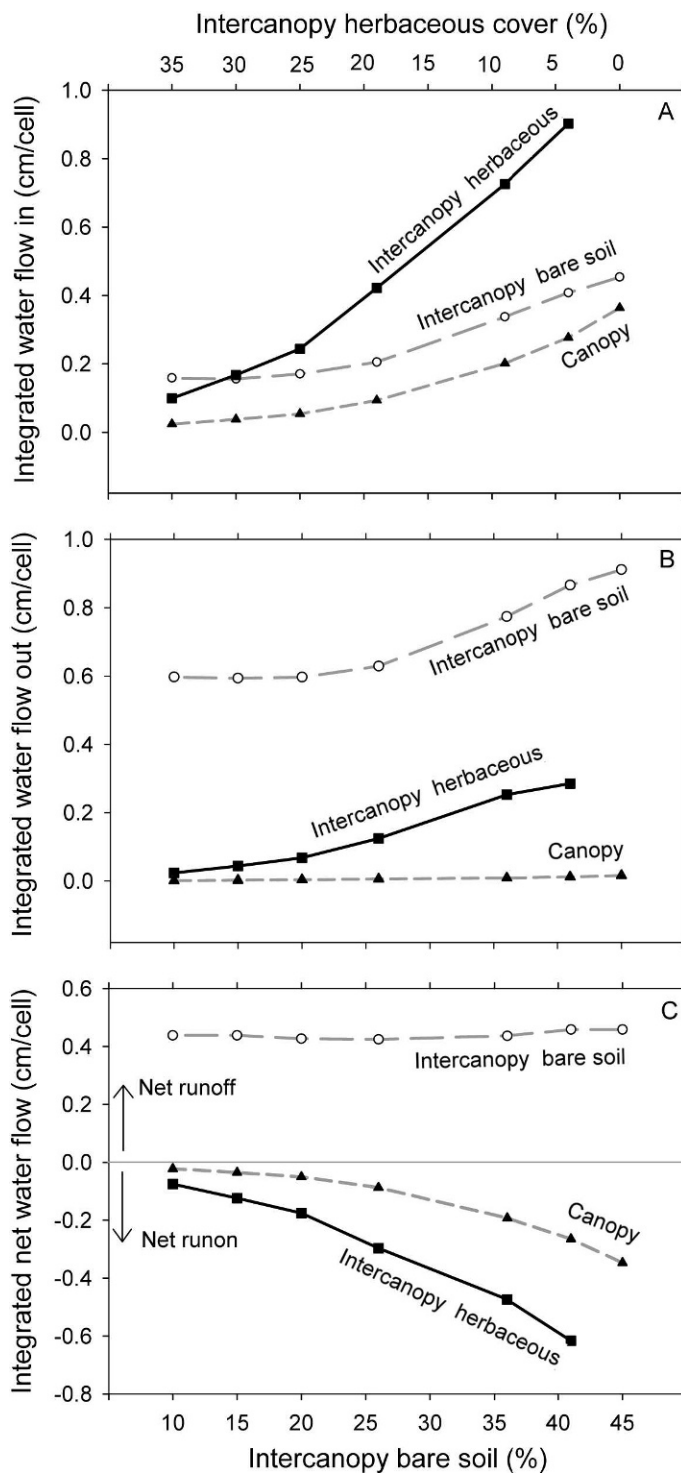 Intercanopy herbaceous cover (%)
35 30 25 20 15 10 5 0
A
Integrated water flow in (cm/cell)
1.0
0.8
0.6
0.4
0.2
0.0
Intercanopy herbaceous
Intercanopy bare soil
Canopy
B
Integrated water flow out (cm/cell)
1.0
0.8
0.6
0.4
0.2
0.0
Intercanopy bare soil
Intercanopy herbaceous
Canopy
C
Integrated net water flow (cm/cell)
0.6
0.4
0.2
0.0
-0.2
-0.4
-0.6
-0.8
Intercanopy bare soil
Net runoff
Net runon
Canopy
Intercanopy herbaceous
10 15 20 25 30 35 40 45
Intercanopy bare soil (%)